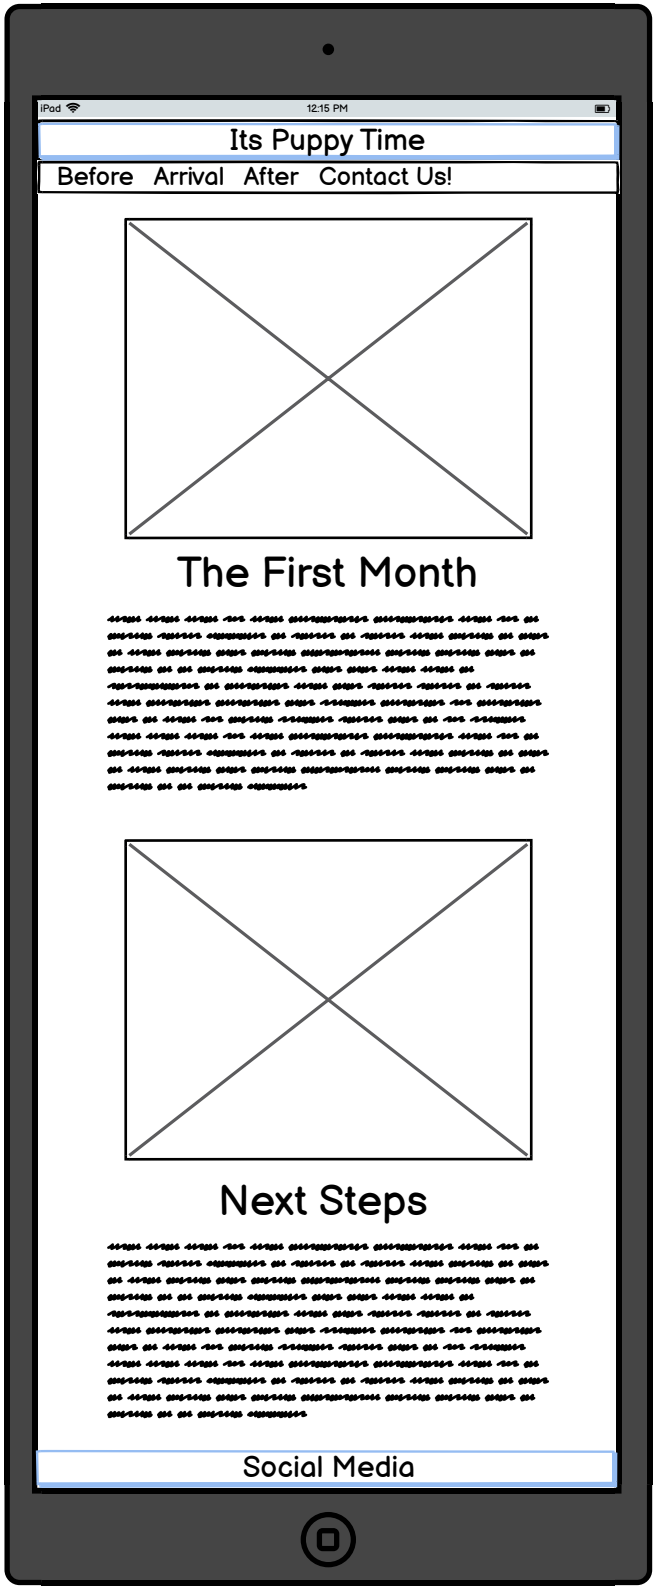 iPad 12:15 PM
Its Puppy Time
Before Arrival After Contact Us!
The First Month
Next Steps
Social Media